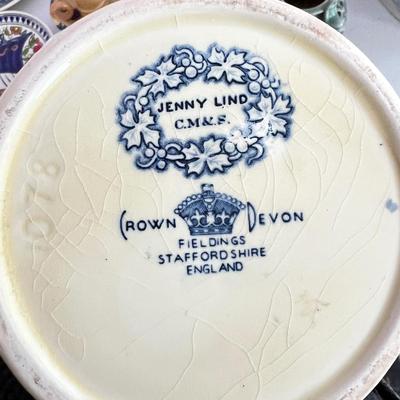 JENNY LIND
C.M&S.
CROWN DEVON
FIELDINGS
STAFFORDSHIRE
ENGLAND